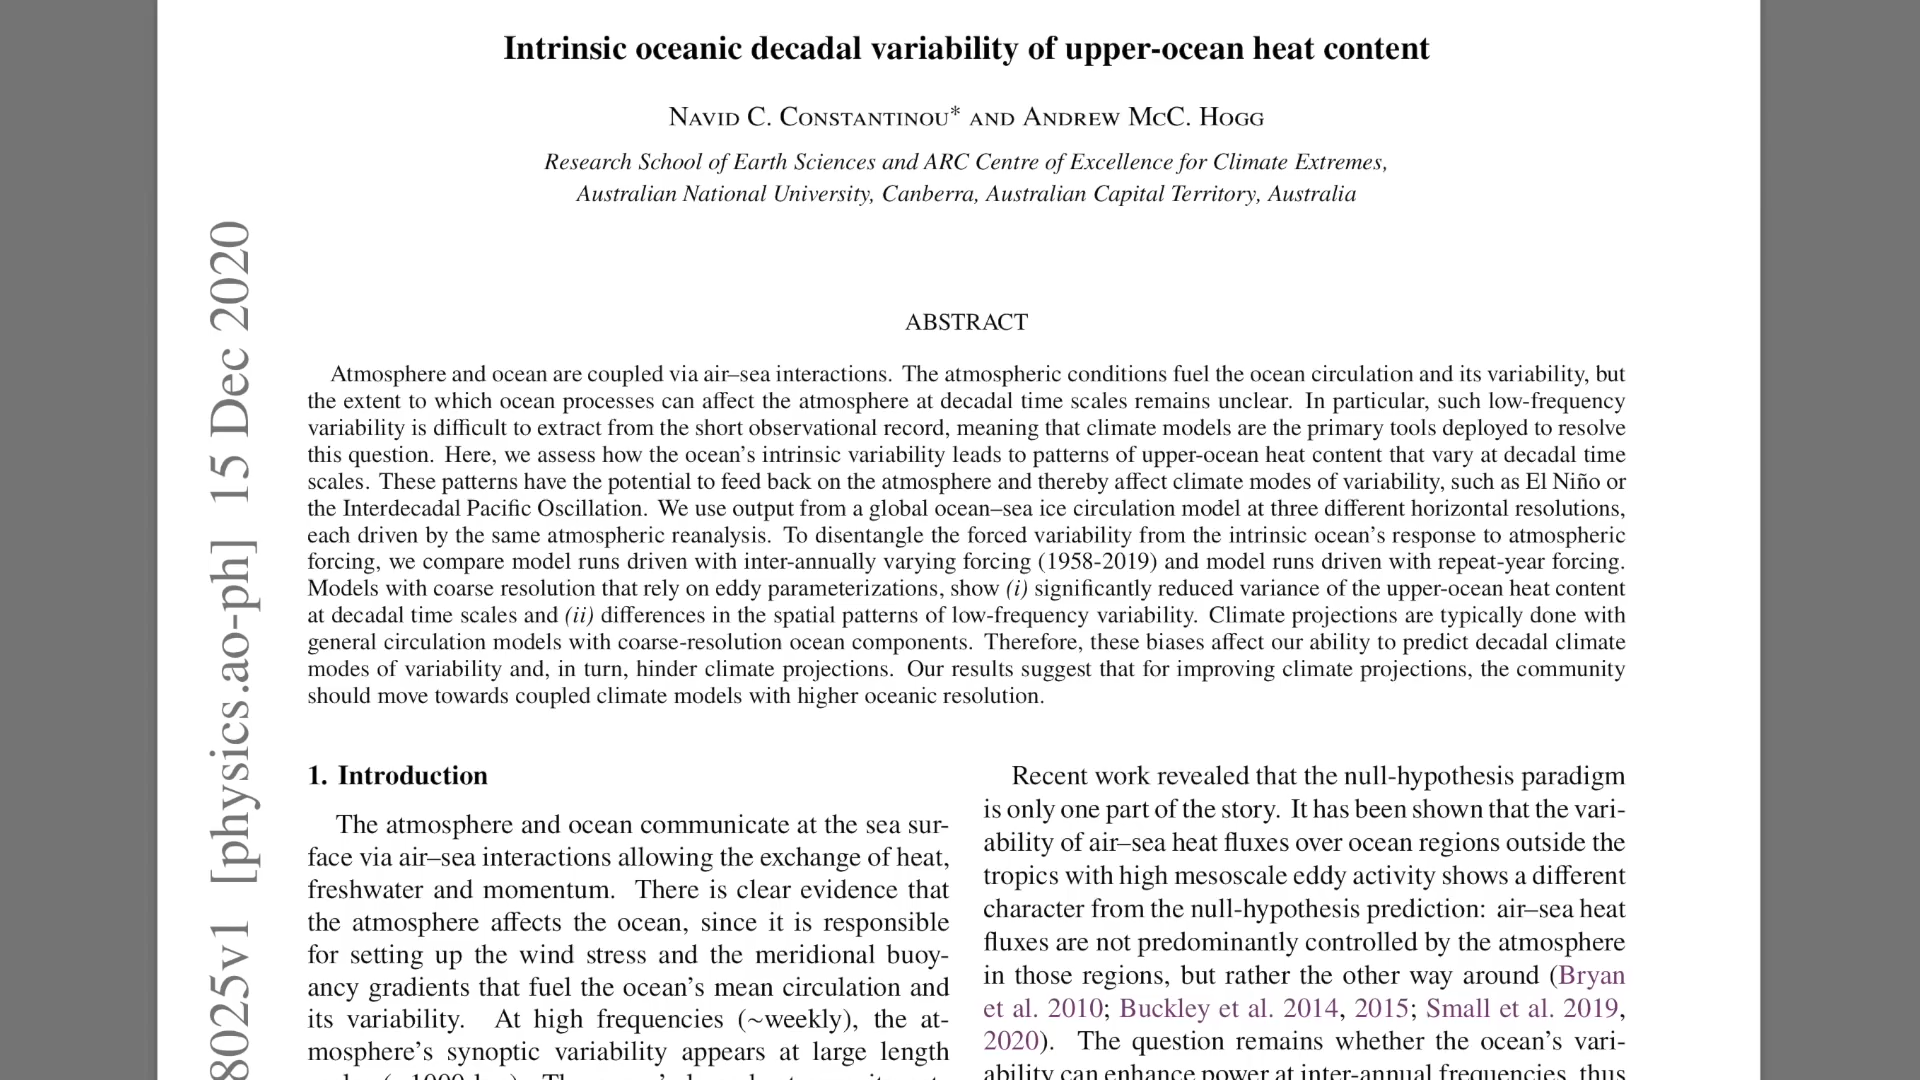 Intrinsic oceanic decadal variability of upper-ocean heat content
Navid C. Constantinou* and Andrew McC. Hogg
Research School of Earth Sciences and ARC Centre of Excellence for Climate Extremes,
Australian National University, Canberra, Australian Capital Territory, Australia
8025v1 [physics.ao-ph] 15 Dec 2020
ABSTRACT
Atmosphere and ocean are coupled via air–sea interactions. The atmospheric conditions fuel the ocean circulation and its variability, but
the extent to which ocean processes can affect the atmosphere at decadal time scales remains unclear. In particular, such low-frequency
variability is difficult to extract from the short observational record, meaning that climate models are the primary tools deployed to resolve
this question. Here, we assess how the ocean’s intrinsic variability leads to patterns of upper-ocean heat content that vary at decadal time
scales. These patterns have the potential to feed back on the atmosphere and thereby affect climate modes of variability, such as El Niño or
the Interdecadal Pacific Oscillation. We use output from a global ocean–sea ice circulation model at three different horizontal resolutions,
each driven by the same atmospheric reanalysis. To disentangle the forced variability from the intrinsic ocean’s response to atmospheric
forcing, we compare model runs driven with inter-annually varying forcing (1958-2019) and model runs driven with repeat-year forcing.
Models with coarse resolution that rely on eddy parameterizations, show (i) significantly reduced variance of the upper-ocean heat content
at decadal time scales and (ii) differences in the spatial patterns of low-frequency variability. Climate projections are typically done with
general circulation models with coarse-resolution ocean components. Therefore, these biases affect our ability to predict decadal climate
modes of variability and, in turn, hinder climate projections. Our results suggest that for improving climate projections, the community
should move towards coupled climate models with higher oceanic resolution.
1. Introduction
The atmosphere and ocean communicate at the sea sur-
face via air–sea interactions allowing the exchange of heat,
freshwater and momentum. There is clear evidence that
the atmosphere affects the ocean, since it is responsible
for setting up the wind stress and the meridional buoy-
ancy gradients that fuel the ocean’s mean circulation and
its variability. At high frequencies (∼weekly), the at-
mosphere’s synoptic variability appears at large length
Recent work revealed that the null-hypothesis paradigm
is only one part of the story. It has been shown that the vari-
ability of air–sea heat fluxes over ocean regions outside the
tropics with high mesoscale eddy activity shows a different
character from the null-hypothesis prediction: air–sea heat
fluxes are not predominantly controlled by the atmosphere
in those regions, but rather the other way around (Bryan
et al. 2010; Buckley et al. 2014, 2015; Small et al. 2019,
2020). The question remains whether the ocean’s vari-
ability can enhance power at inter-annual frequencies, thus